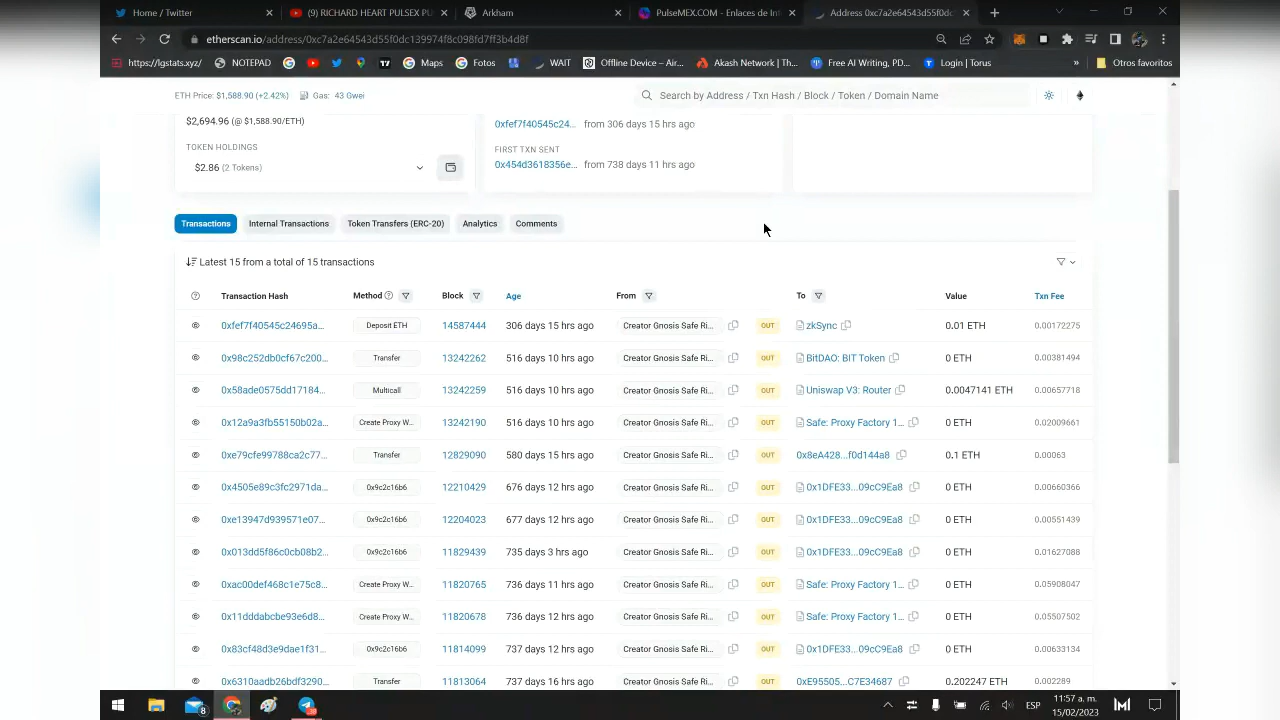 Home / Twitter
(9) RICHARD HEART PULSEX PU
Arkham
PulseMEX.COM - Enlaces de Int
Address 0xc7a2e64543d55f0dc
etherscan.io/address/0xc7a2e64543d55f0dc139974f8c098fd7ff3b4d8f
https://lgstats.xyz/
NOTEPAD
Maps
Fotos
WAIT
Offline Device – Air...
Akash Network | Th...
Free AI Writing, PD...
Login | Torus
»
Otros favoritos
ETH Price: $1,588.90 (+2.42%) Gas: 43 Gwei
Search by Address / Txn Hash / Block / Token / Domain Name
$2,694.96 (@ $1,588.90/ETH)
TOKEN HOLDINGS
$2.86 (2 Tokens)
0xfef7f40545c24... from 306 days 15 hrs ago
FIRST TXN SENT
0x454d3618356e... from 738 days 11 hrs ago
Transactions Internal Transactions Token Transfers (ERC-20) Analytics Comments
Latest 15 from a total of 15 transactions
Transaction Hash Method Block Age From To Value Txn Fee
0xfef7f40545c24695a... Deposit ETH 14587444 306 days 15 hrs ago Creator Gnosis Safe Ri... OUT zkSync 0.01 ETH 0.00172275
0x98c252db0cf67c200... Transfer 13242262 516 days 10 hrs ago Creator Gnosis Safe Ri... OUT BitDAO: BIT Token 0 ETH 0.00381494
0x58ade0575dd17184... Multicall 13242259 516 days 10 hrs ago Creator Gnosis Safe Ri... OUT Uniswap V3: Router 0.0047141 ETH 0.00657718
0x12a9a3fb55150b02a... Create Proxy W... 13242190 516 days 10 hrs ago Creator Gnosis Safe Ri... OUT Safe: Proxy Factory 1... 0 ETH 0.02009661
0xe79cfe99788ca2c77... Transfer 12829090 580 days 15 hrs ago Creator Gnosis Safe Ri... OUT 0x8eA428...f0d144a8 0.1 ETH 0.00063
0x4505e89c3fc2971da... 0x9c2c16b6 12210429 676 days 12 hrs ago Creator Gnosis Safe Ri... OUT 0x1DFE33...09cC9Ea8 0 ETH 0.00660366
0xe13947d939571e07... 0x9c2c16b6 12204023 677 days 12 hrs ago Creator Gnosis Safe Ri... OUT 0x1DFE33...09cC9Ea8 0 ETH 0.00551439
0x013dd5f86c0cb08b2... 0x9c2c16b6 11829439 735 days 3 hrs ago Creator Gnosis Safe Ri... OUT 0x1DFE33...09cC9Ea8 0 ETH 0.01627088
0xac00def468c1e75c8... Create Proxy W... 11820765 736 days 11 hrs ago Creator Gnosis Safe Ri... OUT Safe: Proxy Factory 1... 0 ETH 0.05908047
0x11dddabcbe93e6d8... Create Proxy W... 11820678 736 days 12 hrs ago Creator Gnosis Safe Ri... OUT Safe: Proxy Factory 1... 0 ETH 0.05507502
0x83cf48d3e9dae1f31... 0x9c2c16b6 11814099 737 days 12 hrs ago Creator Gnosis Safe Ri... OUT 0x1DFE33...09cC9Ea8 0 ETH 0.00633134
0x6310aadb26bdf3290... Transfer 11813064 737 days 16 hrs ago Creator Gnosis Safe Ri... OUT 0xE95505...C7E34687 0.202247 ETH 0.002289
8
ESP
11:57 a. m.
15/02/2023